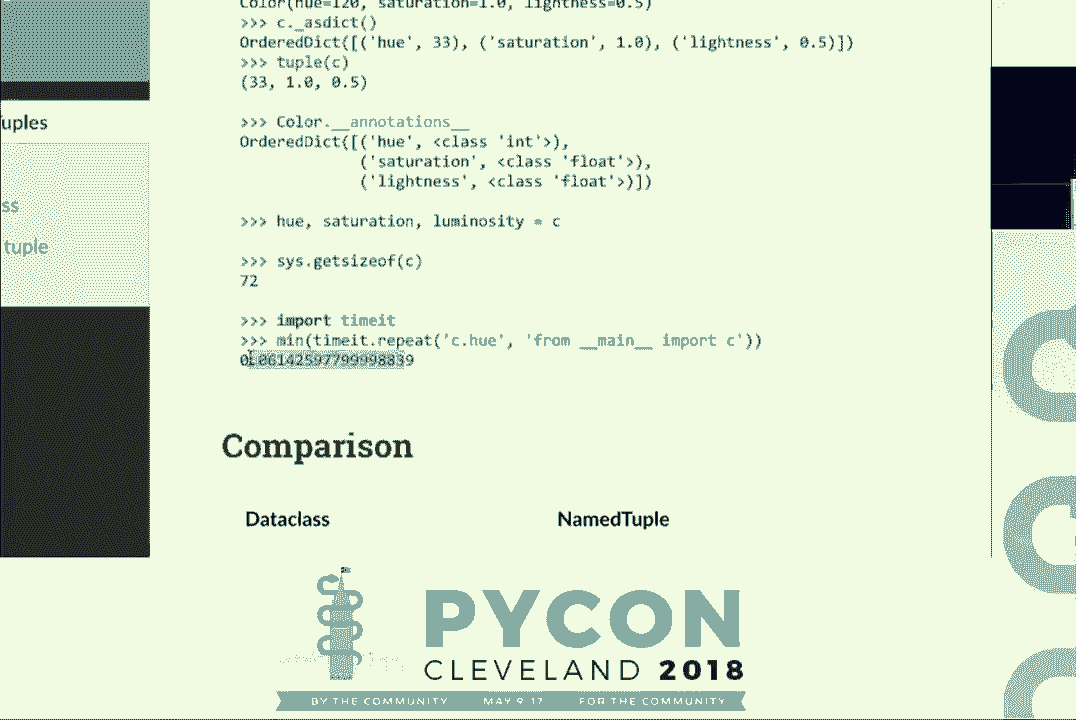 Color(hue=120, saturation=1.0, lightness=0.5)
>>> c._asdict()
OrderedDict([('hue', 33), ('saturation', 1.0), ('lightness', 0.5)])
>>> tuple(c)
(33, 1.0, 0.5)
>>> Color.__annotations__
OrderedDict([('hue', <class 'int'>),
('saturation', <class 'float'>),
('lightness', <class 'float'>)])
>>> hue, saturation, luminosity = c
>>> sys.getsizeof(c)
72
>>> import timeit
>>> min(timeit.repeat('c.hue', 'from __main__ import c'))
0.06142597799998839
uples
ss
tuple
Comparison
Dataclass NamedTuple
PYCON
CLEVELAND 2018
BY THE COMMUNITY MAY 9-17 FOR THE COMMUNITY